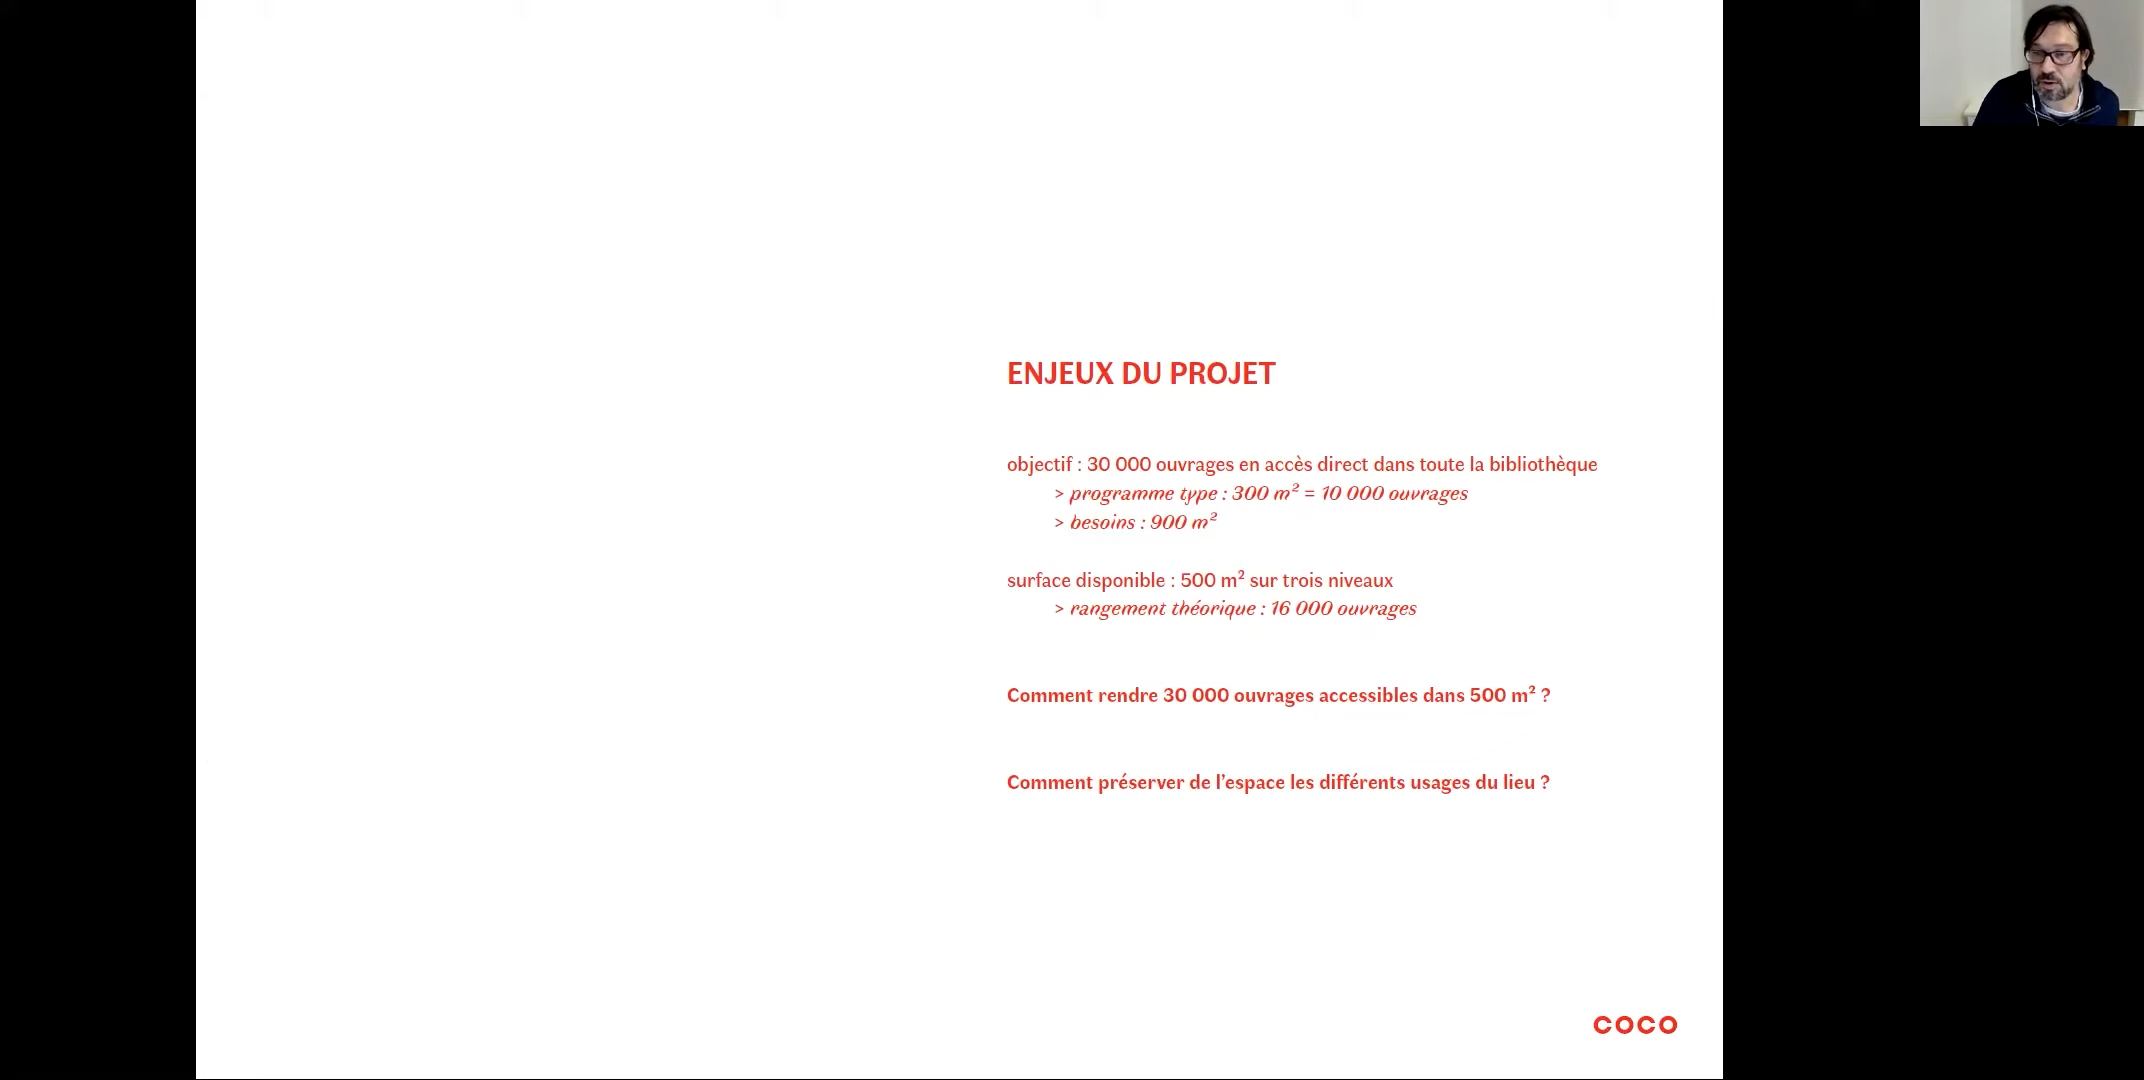 ENJEUX DU PROJET
objectif : 30 000 ouvrages en accès direct dans toute la bibliothèque
> programme type : 300 m² = 10 000 ouvrages
> besoins : 900 m²
surface disponible : 500 m² sur trois niveaux
> rangement théorique : 16 000 ouvrages
Comment rendre 30 000 ouvrages accessibles dans 500 m² ?
Comment préserver de l’espace les différents usages du lieu ?
COCO